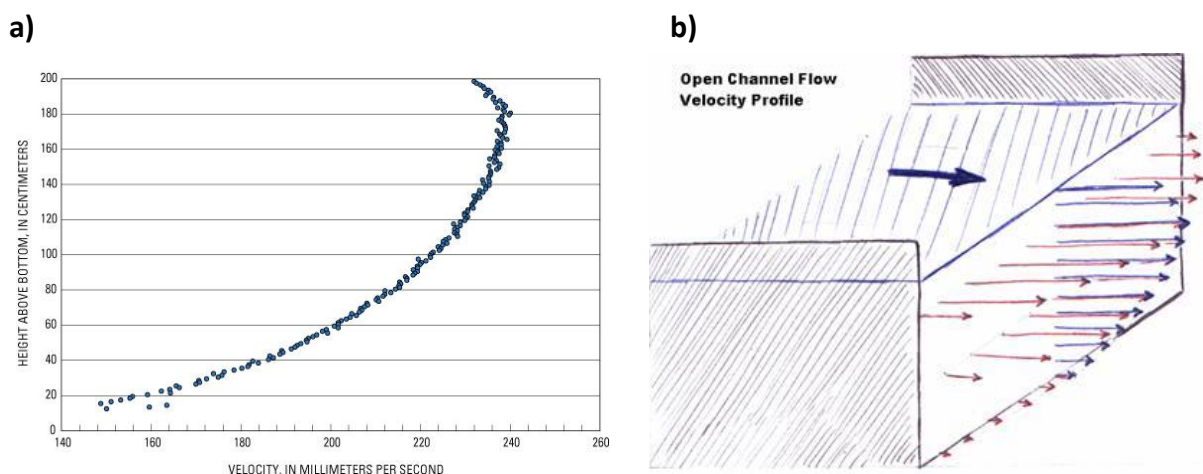 a)
b)
200
180
160
140
120
100
80
60
40
20
0
HEIGHT ABOVE BOTTOM, IN CENTIMETERS
140 160 180 200 220 240 260
VELOCITY, IN MILLIMETERS PER SECOND
Open Channel Flow
Velocity Profile